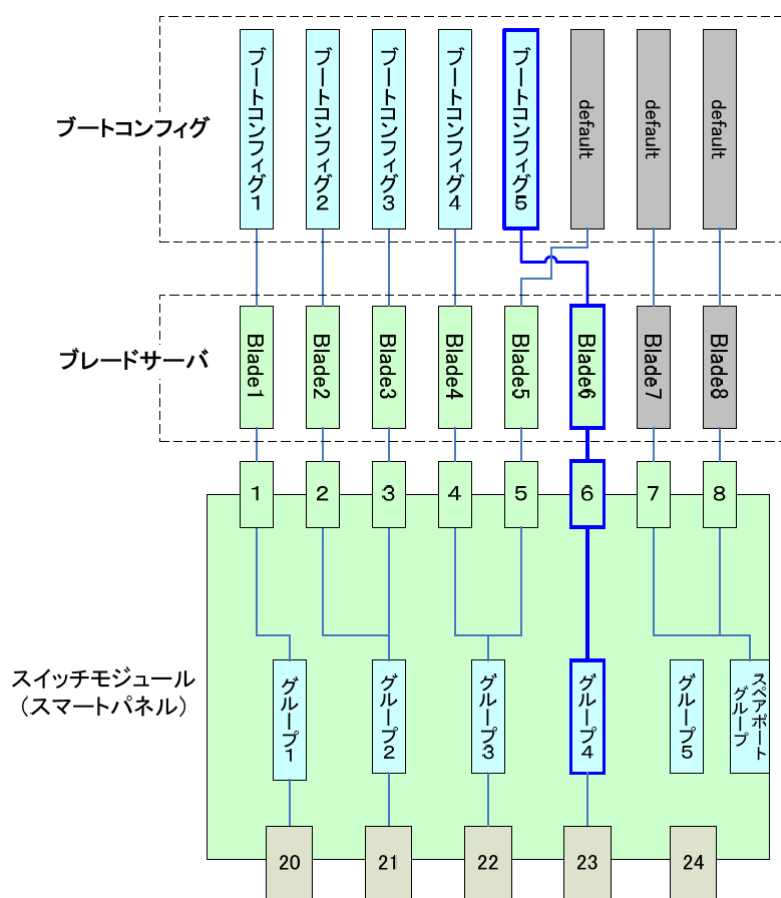 ブートコンフィグ
ブートコンフィグ1
ブートコンフィグ2
ブートコンフィグ3
ブートコンフィグ4
ブートコンフィグ5
default
default
default
ブレードサーバ
Blade1
Blade2
Blade3
Blade4
Blade5
Blade6
Blade7
Blade8
1
2
3
4
5
6
7
8
スイッチモジュール
(スマートパネル)
グループ1
グループ2
グループ3
グループ4
グループ5
スペアポート
グループ
20
21
22
23
24